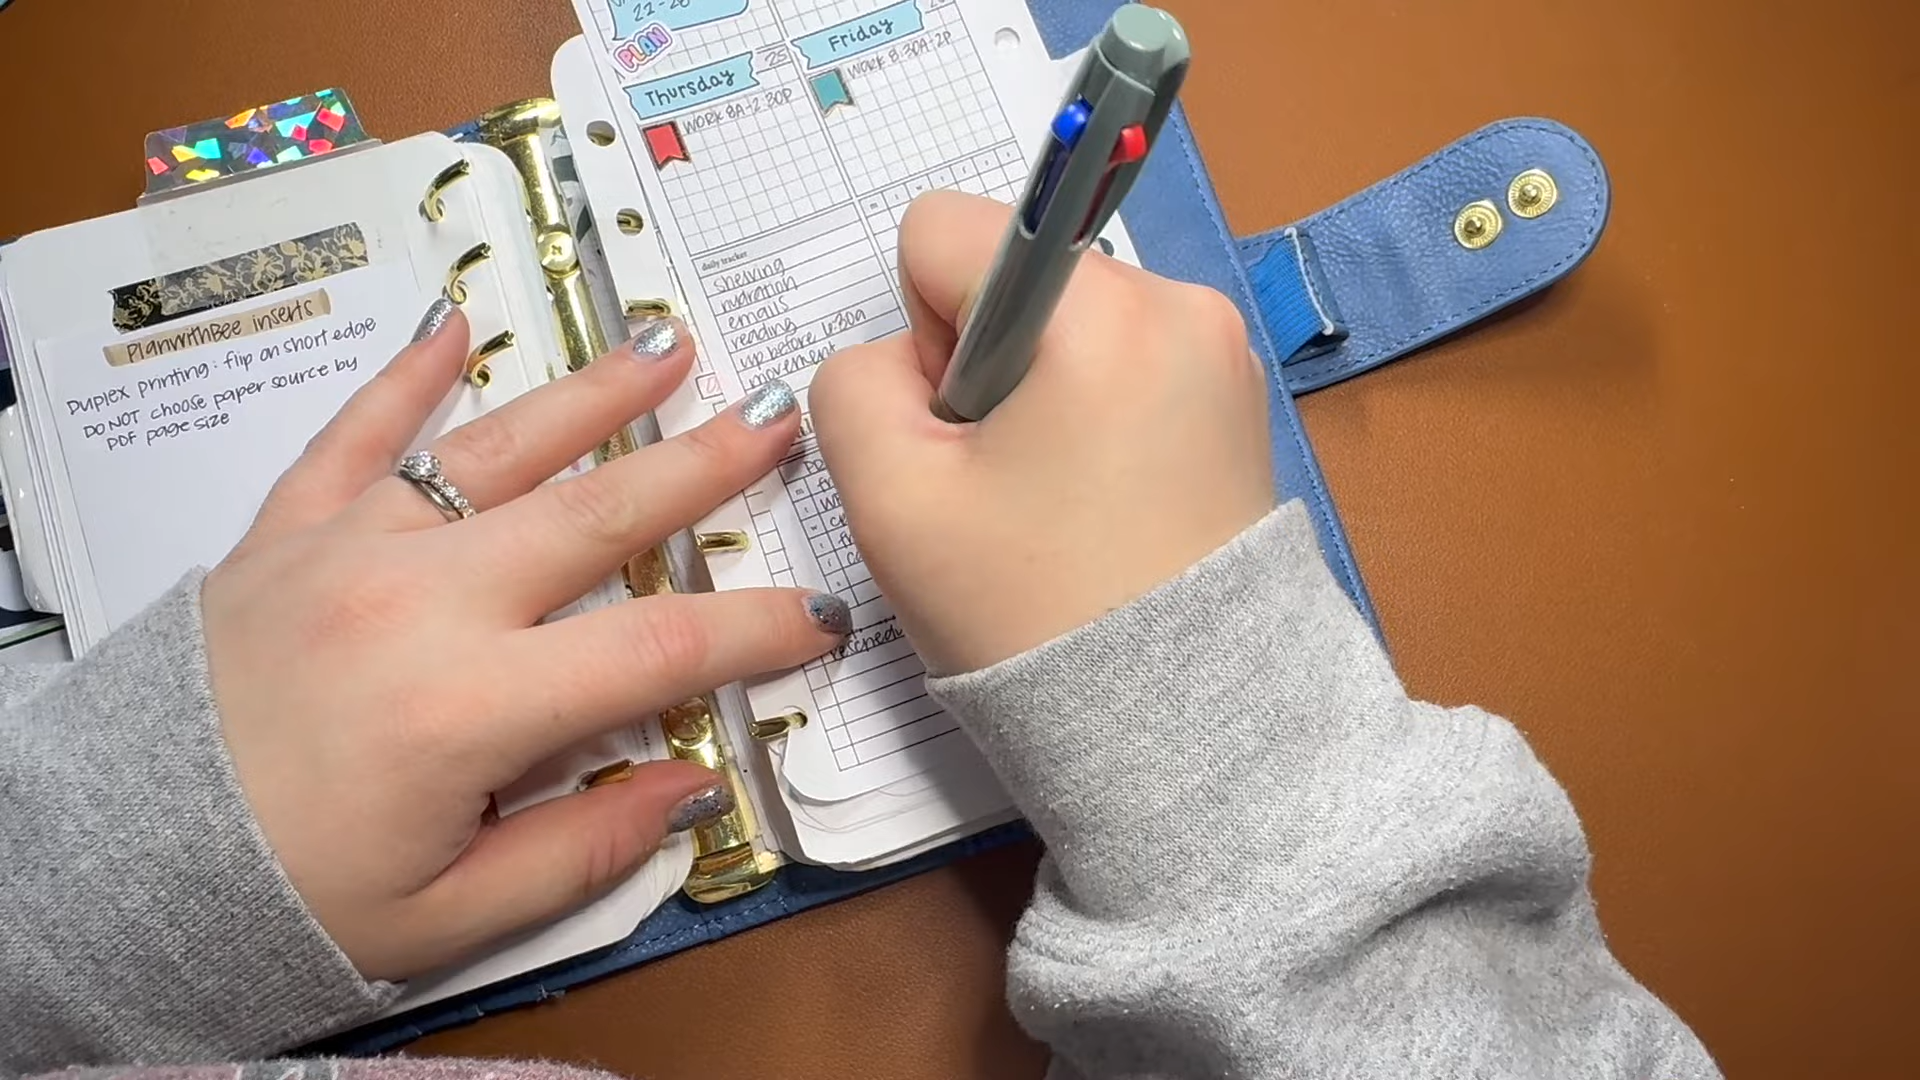 PlanwithBee inserts
Duplex printing: flip on short edge
DO NOT choose paper source by
PDF page size
22-28
PLAN
Thursday
25
WORK 8A-2:30P
Friday
WORK 8:30A-2P
daily tracker
shelving
hydration
emails
reading
up before 6:30a
movement
m
t
w
t
f
s